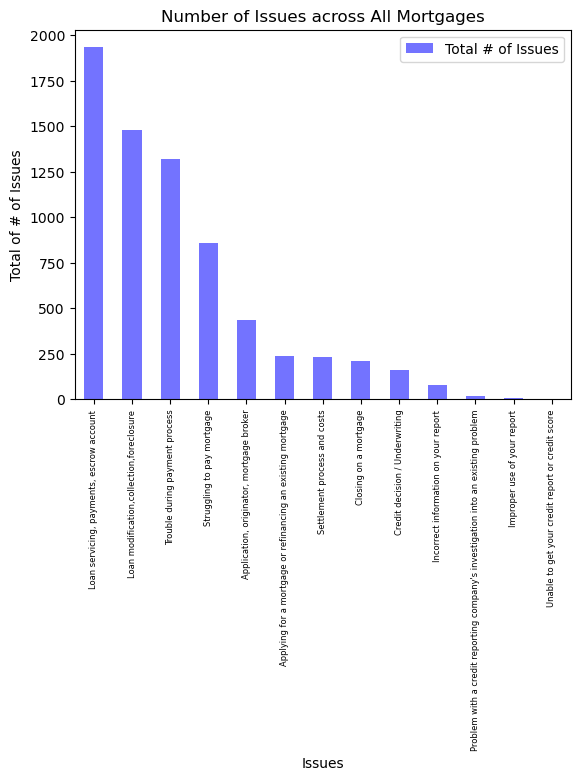 Number of Issues across All Mortgages
Total # of Issues
Total of # of Issues
2000
1750
1500
1250
1000
750
500
250
0
Loan servicing, payments, escrow account
Loan modification,collection,foreclosure
Trouble during payment process
Struggling to pay mortgage
Application, originator, mortgage broker
Applying for a mortgage or refinancing an existing mortgage
Settlement process and costs
Closing on a mortgage
Credit decision / Underwriting
Incorrect information on your report
Problem with a credit reporting company's investigation into an existing problem
Improper use of your report
Unable to get your credit report or credit score
Issues